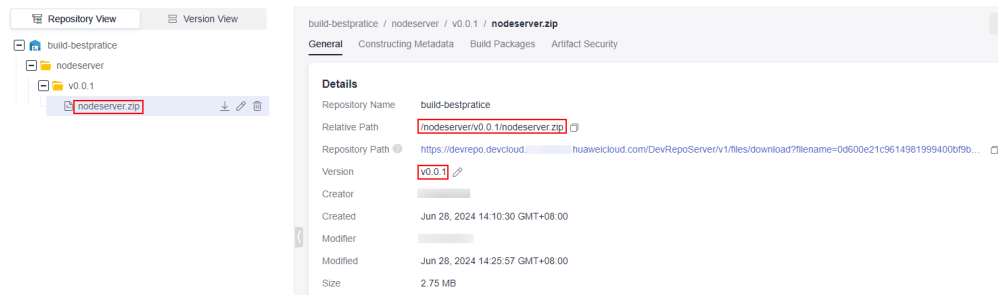 Repository View Version View
build-bestpratice
nodeserver
v0.0.1
nodeserver.zip
build-bestpratice / nodeserver / v0.0.1 / nodeserver.zip
General Constructing Metadata Build Packages Artifact Security
Details
Repository Name build-bestpratice
Relative Path /nodeserver/v0.0.1/nodeserver.zip
Repository Path https://devrepo.devcloud. huaweicloud.com/DevRepoServer/v1/files/download?filename=0d600e21c9614981999400bf9b...
Version v0.0.1
Creator
Created Jun 28, 2024 14:10:30 GMT+08:00
Modifier
Modified Jun 28, 2024 14:25:57 GMT+08:00
Size 2.75 MB